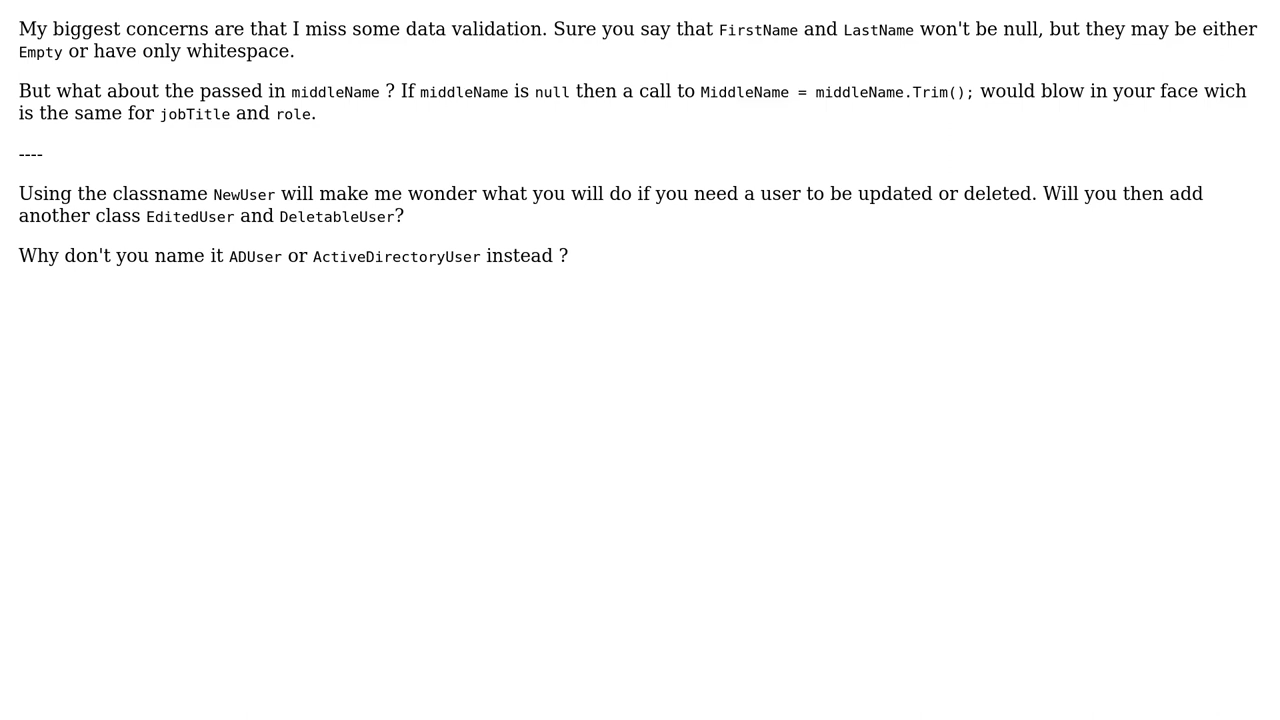 My biggest concerns are that I miss some data validation. Sure you say that FirstName and LastName won't be null, but they may be either
Empty or have only whitespace.
But what about the passed in middleName ? If middleName is null then a call to MiddleName = middleName.Trim(); would blow in your face wich
is the same for jobTitle and role.
----
Using the classname NewUser will make me wonder what you will do if you need a user to be updated or deleted. Will you then add
another class EditedUser and DeletableUser?
Why don't you name it ADUser or ActiveDirectoryUser instead ?